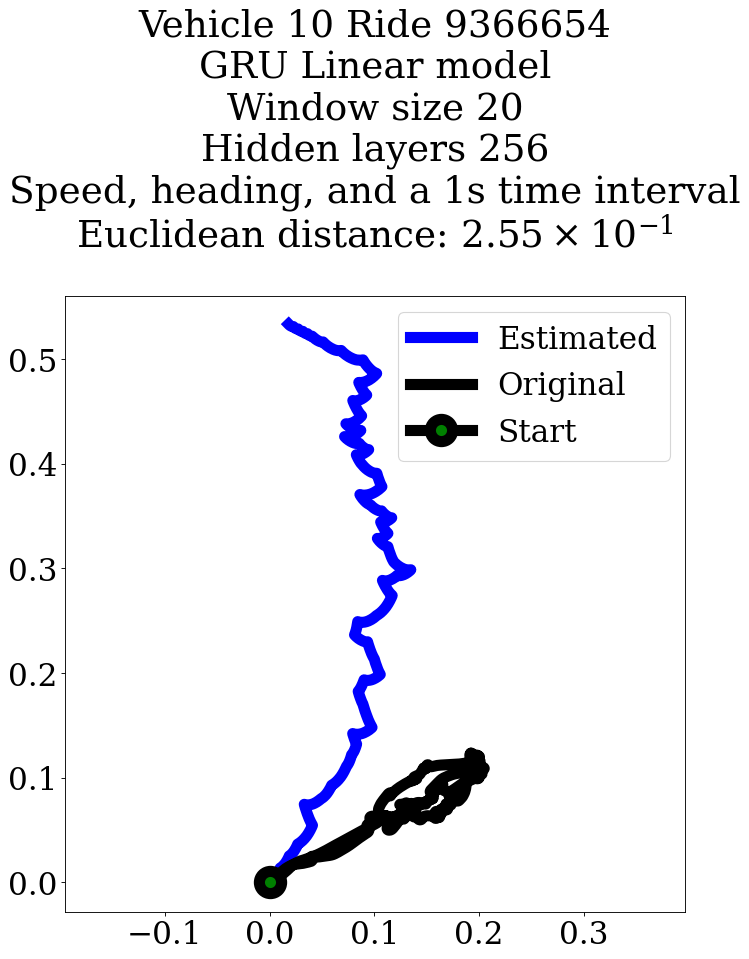 Vehicle 10 Ride 9366654
GRU Linear model
Window size 20
Hidden layers 256
Speed, heading, and a 1s time interval
Euclidean distance: 2.55 × 10⁻¹
Estimated
Original
Start
0.5
0.4
0.3
0.2
0.1
0.0
−0.1 0.0 0.1 0.2 0.3